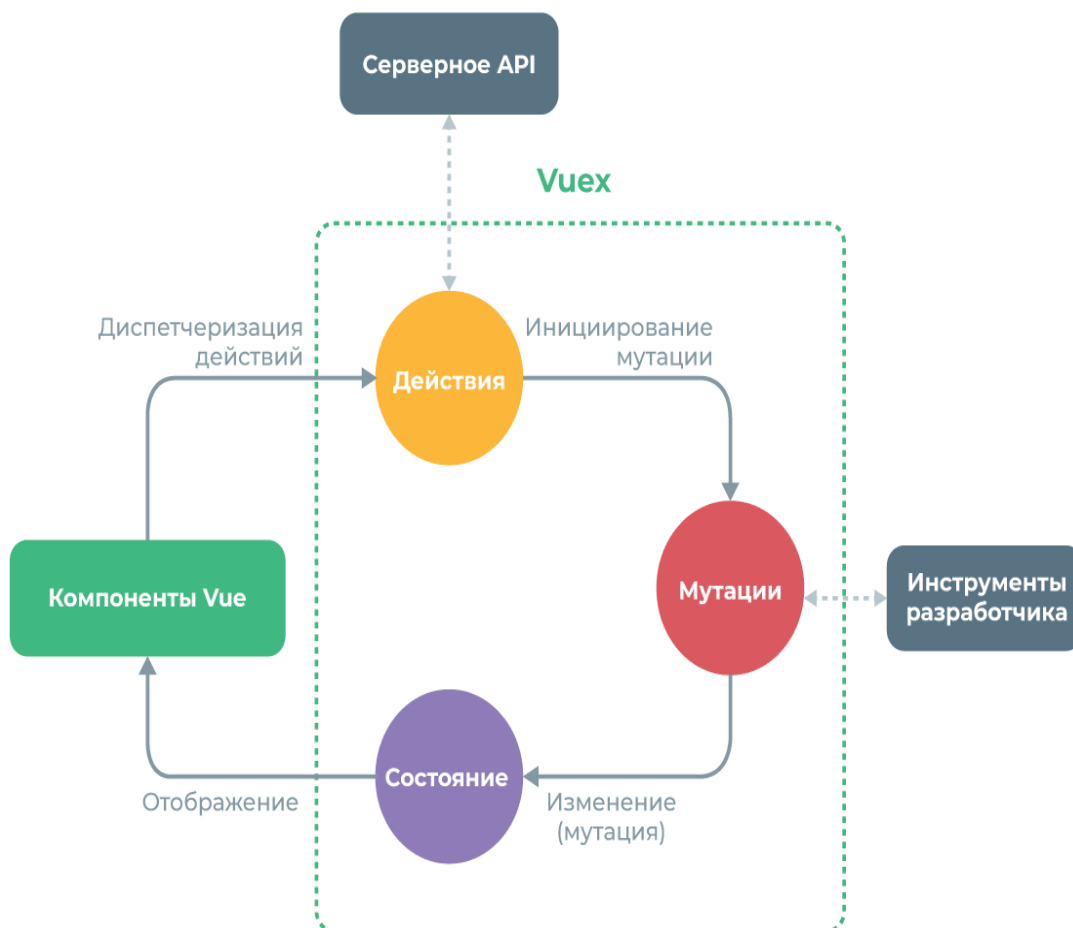 Серверное API
Vuex
Диспетчеризация
действий
Инициирование
мутации
Действия
Компоненты Vue
Мутации
Инструменты
разработчика
Состояние
Отображение
Изменение
(мутация)